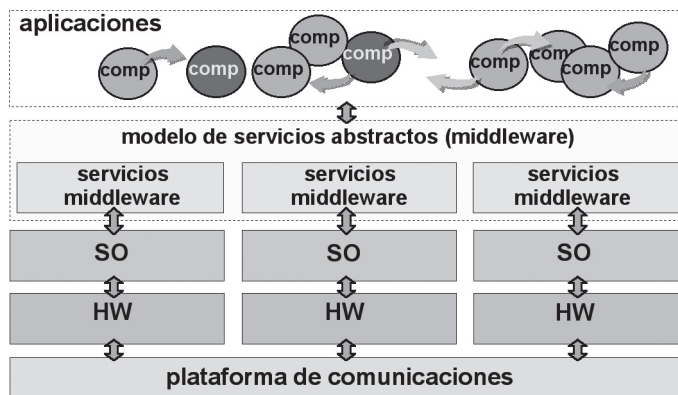 aplicaciones
comp
comp
comp
comp
comp
comp
comp
comp
comp
modelo de servicios abstractos (middleware)
servicios
middleware
servicios
middleware
servicios
middleware
SO
SO
SO
HW
HW
HW
plataforma de comunicaciones